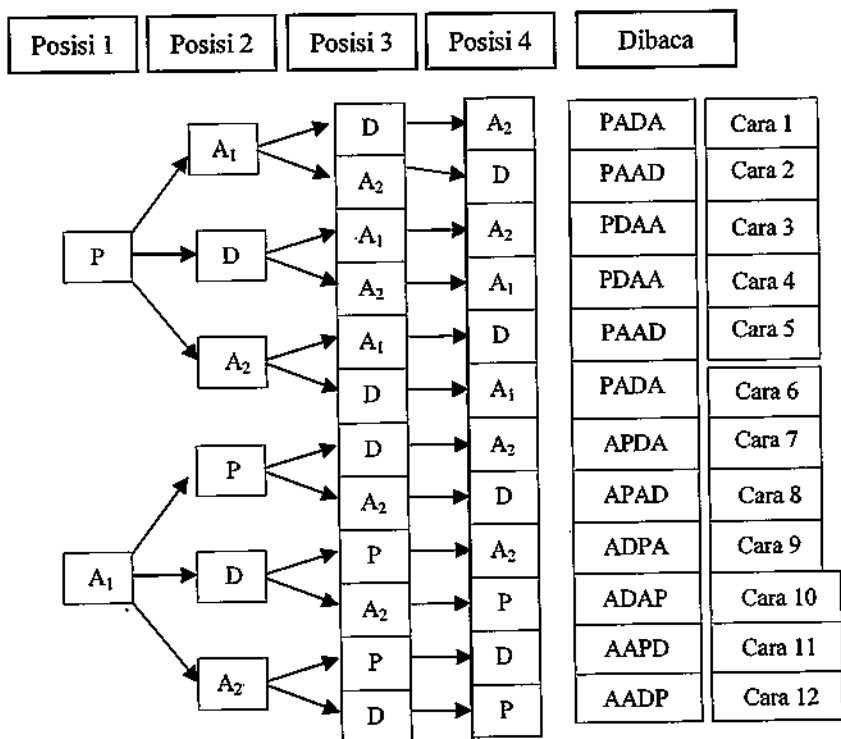 Posisi 1 Posisi 2 Posisi 3 Posisi 4 Dibaca
D A₂ PADA Cara 1
A₁
A₂ D PAAD Cara 2
A₁ A₂ PDAA Cara 3
P D
A₂ A₁ PDAA Cara 4
A₁ D PAAD Cara 5
A₂
D A₁ PADA Cara 6
D A₂ APDA Cara 7
P
A₂ D APAD Cara 8
P A₂ ADPA Cara 9
A₁ D
A₂ P ADAP Cara 10
P D AAPD Cara 11
A₂
D P AADP Cara 12